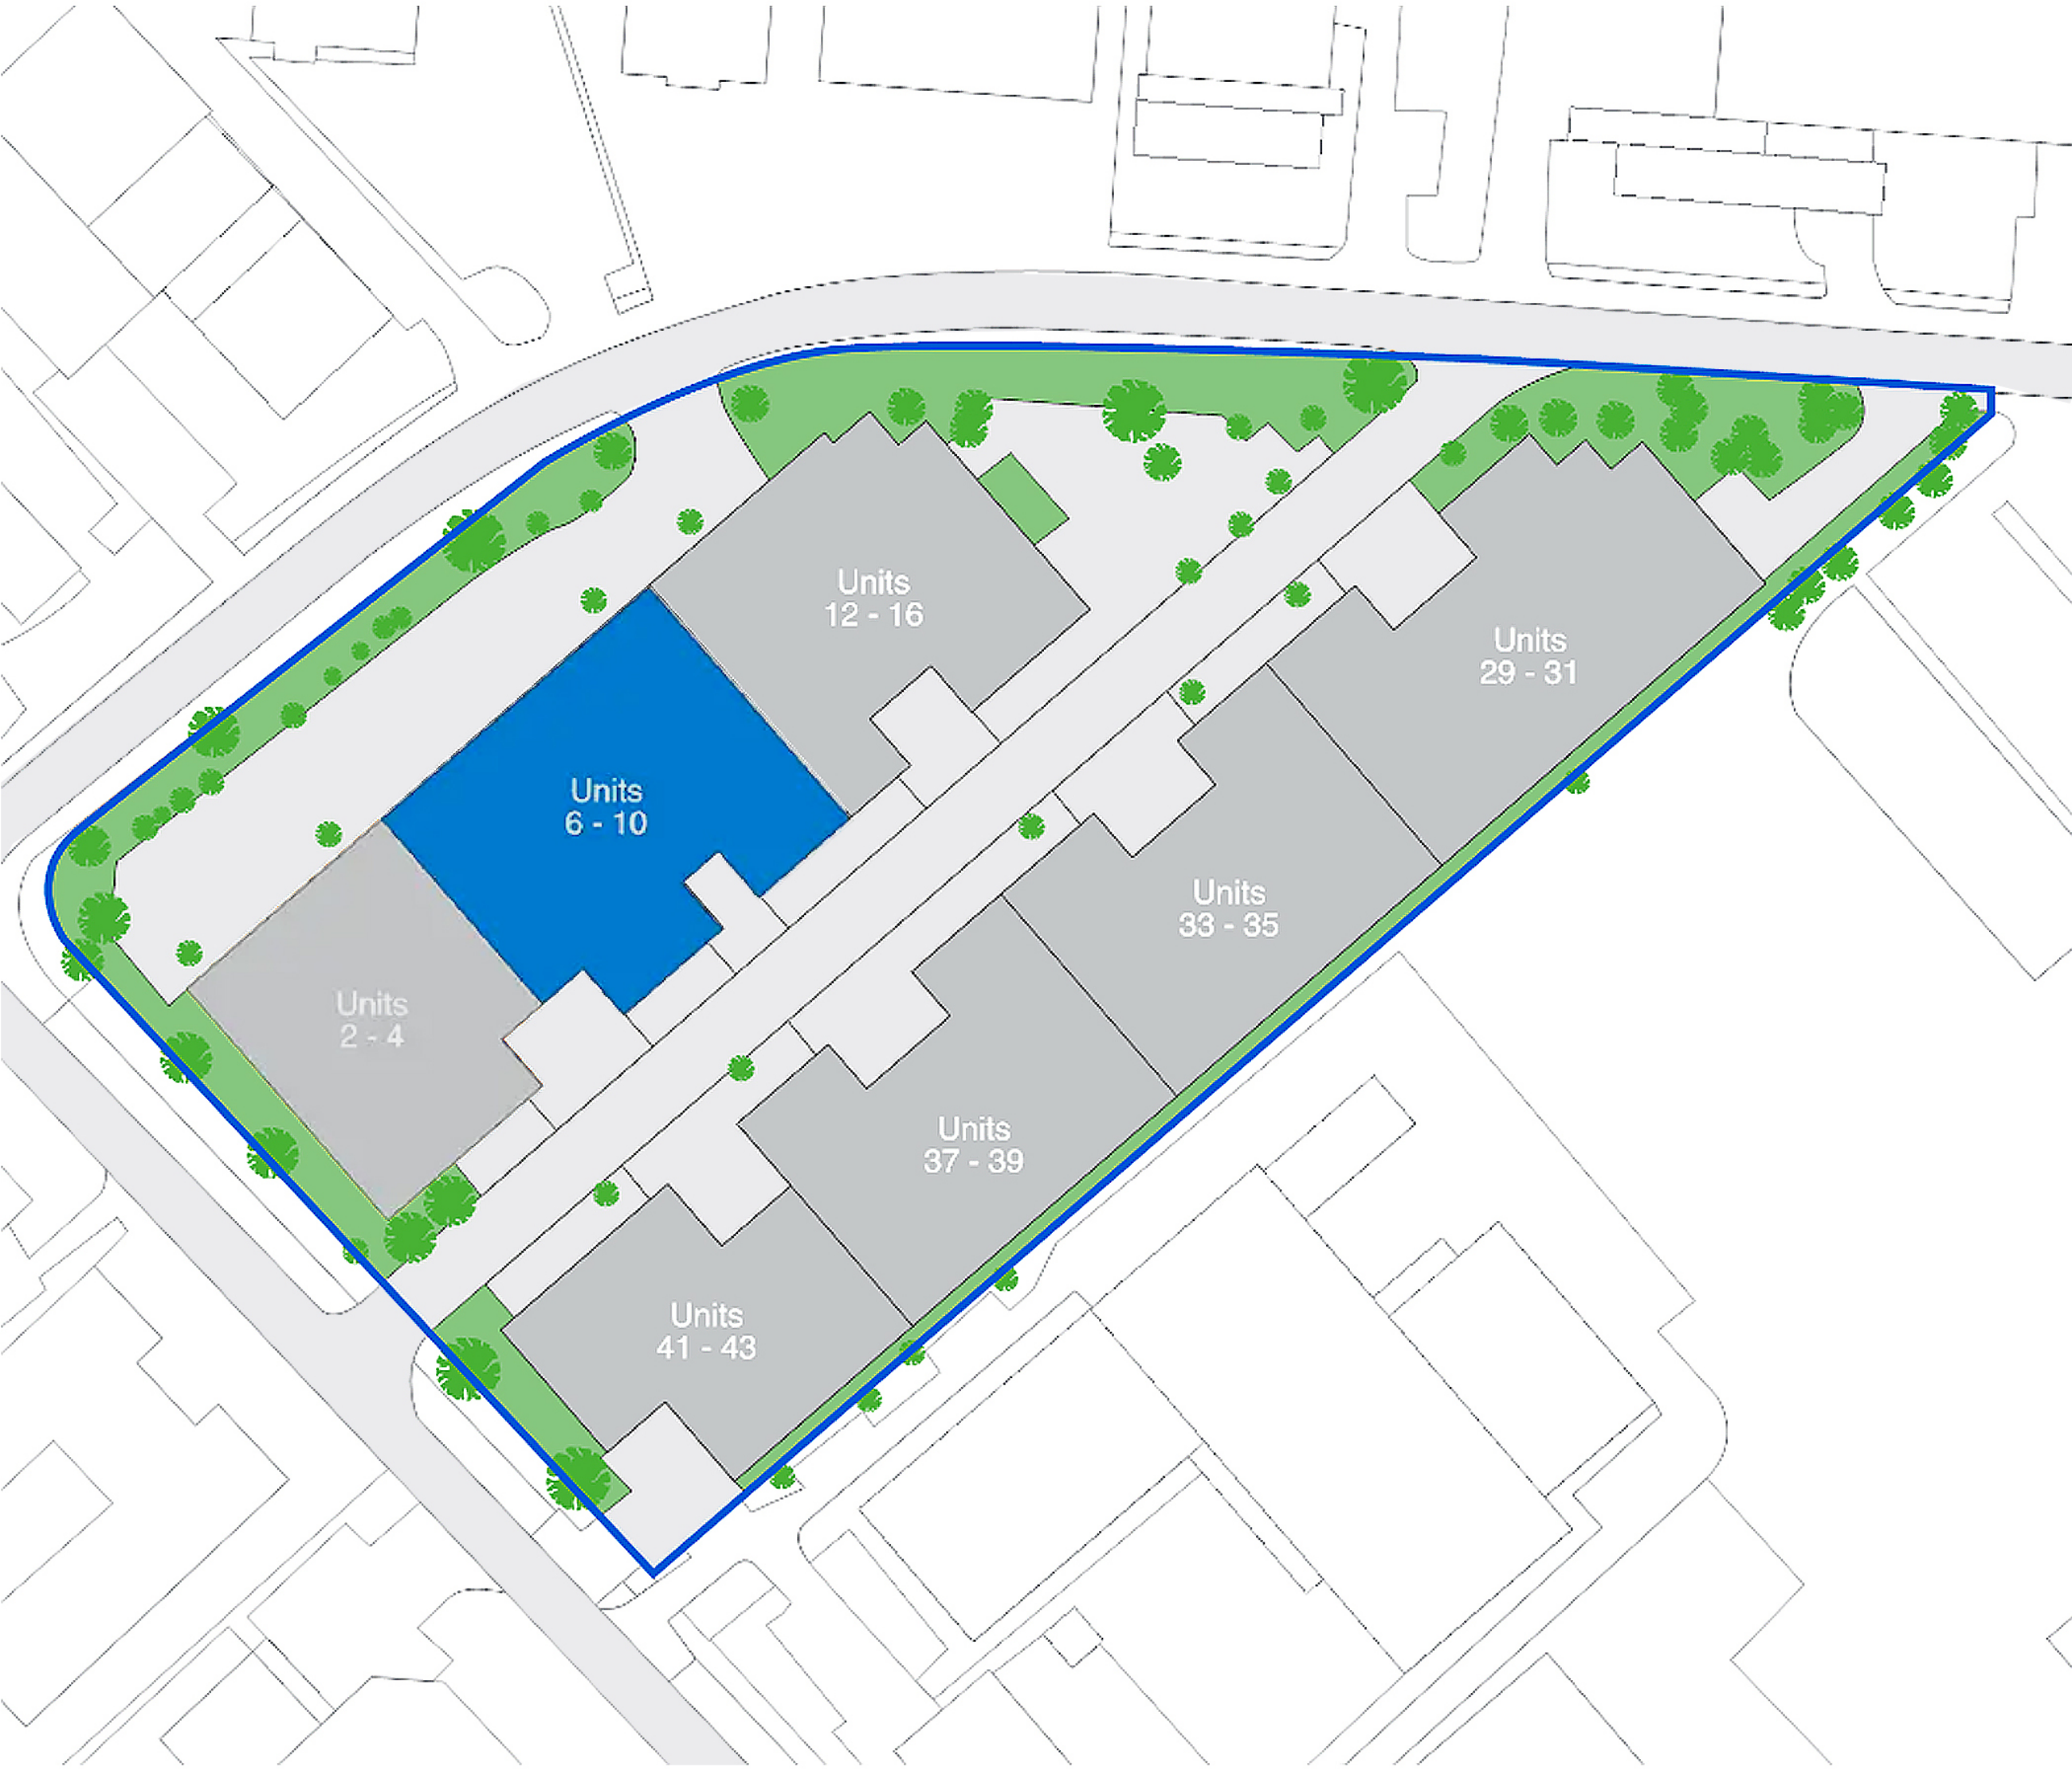 Units
12 - 16
Units
29 - 31
Units
6 - 10
Units
33 - 35
Units
2 - 4
Units
37 - 39
Units
41 - 43